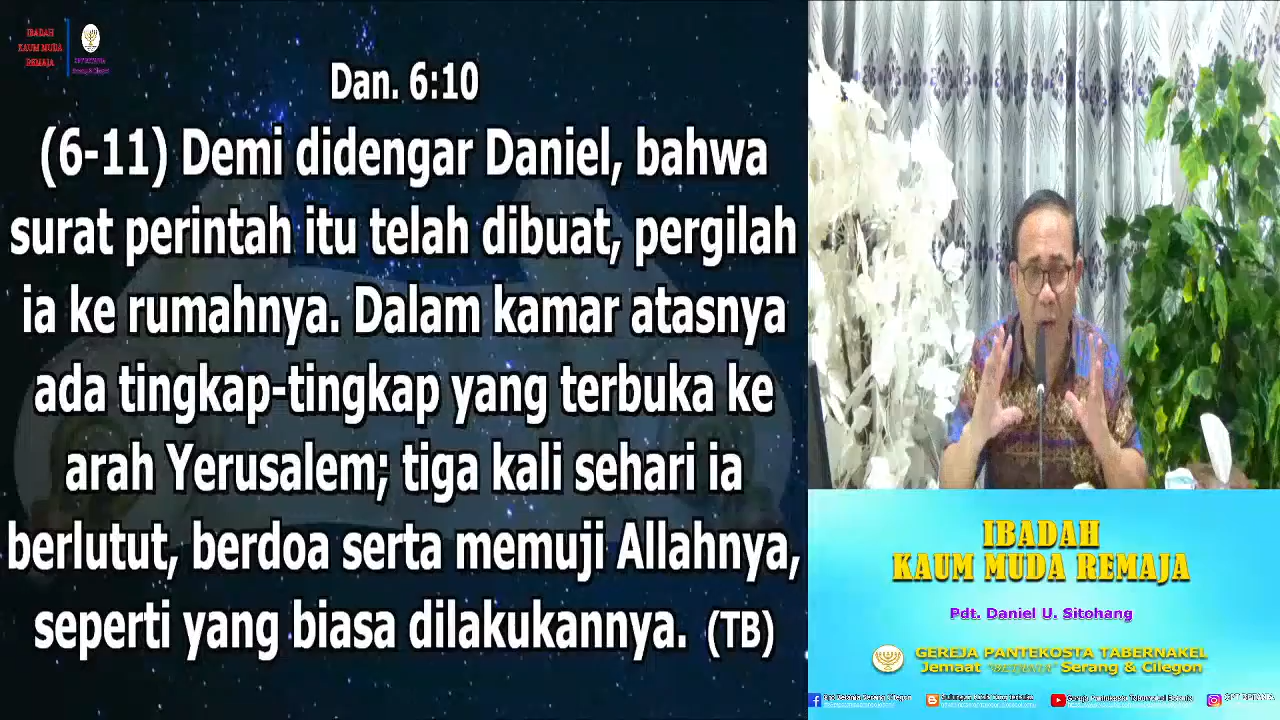 IBADAH
KAUM MUDA
REMAJA
Dan. 6:10
(6-11) Demi didengar Daniel, bahwa
surat perintah itu telah dibuat, pergilah
ia ke rumahnya. Dalam kamar atasnya
ada tingkap-tingkap yang terbuka ke
arah Yerusalem; tiga kali sehari ia
berlutut, berdoa serta memuji Allahnya,
seperti yang biasa dilakukannya. (TB)
IBADAH
KAUM MUDA REMAJA
Pdt. Daniel U. Sitohang
GEREJA PANTEKOSTA TABERNAKEL
Jemaat "BETANIA" Serang & Cilegon